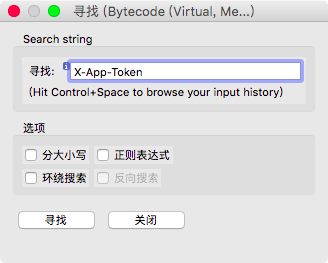 寻找 (Bytecode (Virtual, Me...)
Search string
寻找:
X-App-Token
(Hit Control+Space to browse your input history)
选项
分大小写 正则表达式
环绕搜索 反向搜索
寻找 关闭